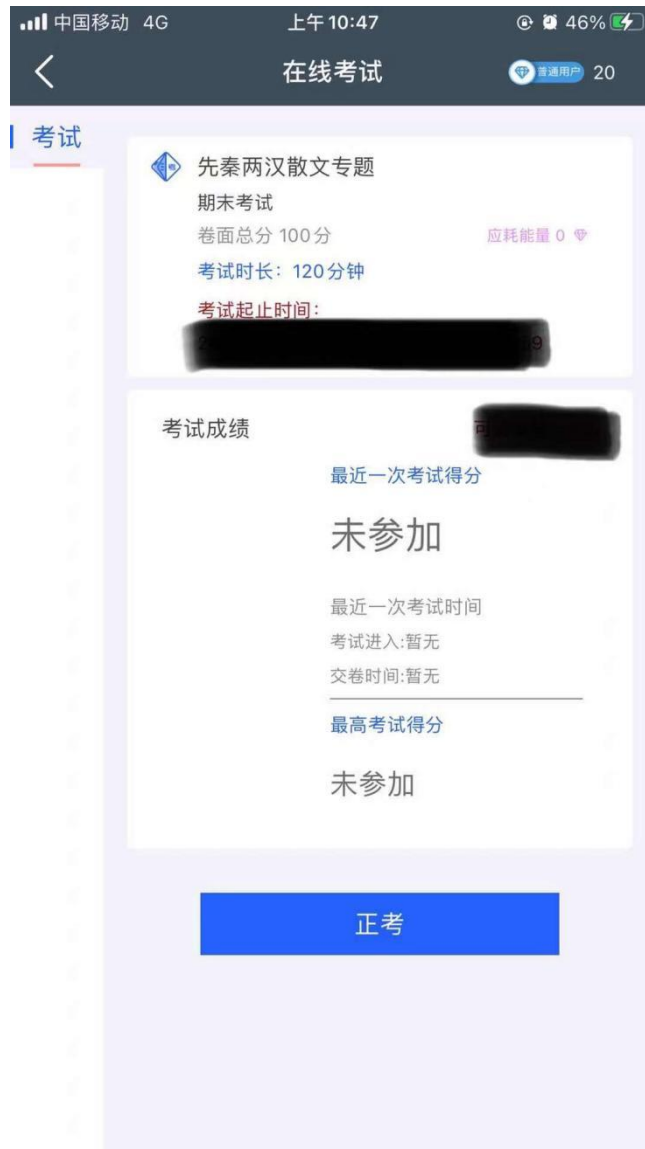 中国移动 4G 上午10:47 46%
在线考试 普通用户 20
考试
先秦两汉散文专题
期末考试
卷面总分 100分 应耗能量 0
考试时长：120分钟
考试起止时间：
9
考试成绩 可
最近一次考试得分
未参加
最近一次考试时间
考试进入:暂无
交卷时间:暂无
最高考试得分
未参加
正考